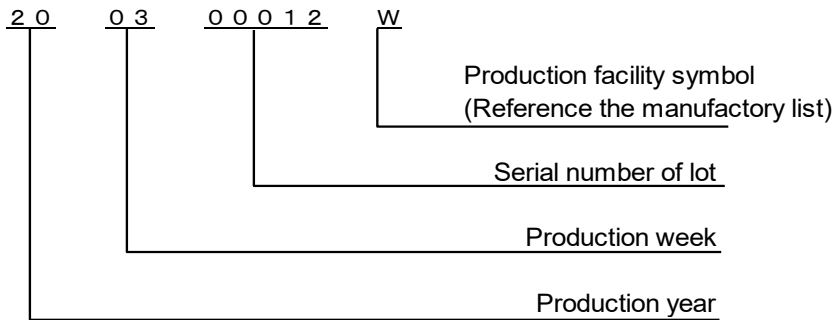 20 03 00012 W
Production facility symbol
(Reference the manufactory list)
Serial number of lot
Production week
Production year